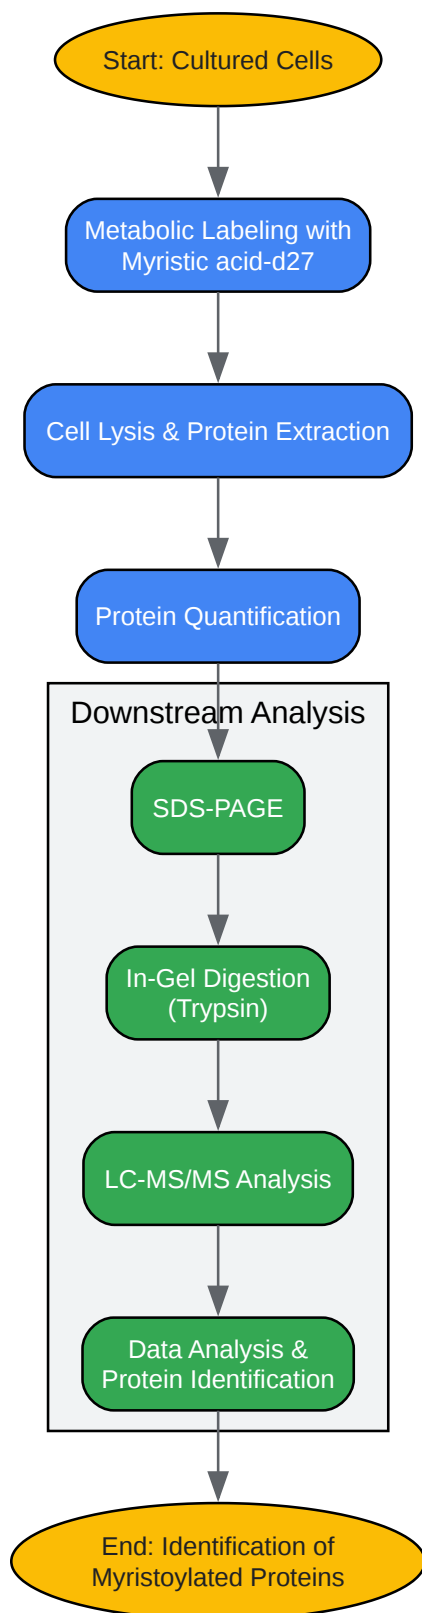 Start: Cultured Cells
Metabolic Labeling with
Myristic acid-d27
Cell Lysis & Protein Extraction
Protein Quantification
Downstream Analysis
SDS-PAGE
In-Gel Digestion
(Trypsin)
LC-MS/MS Analysis
Data Analysis &
Protein Identification
End: Identification of
Myristoylated Proteins